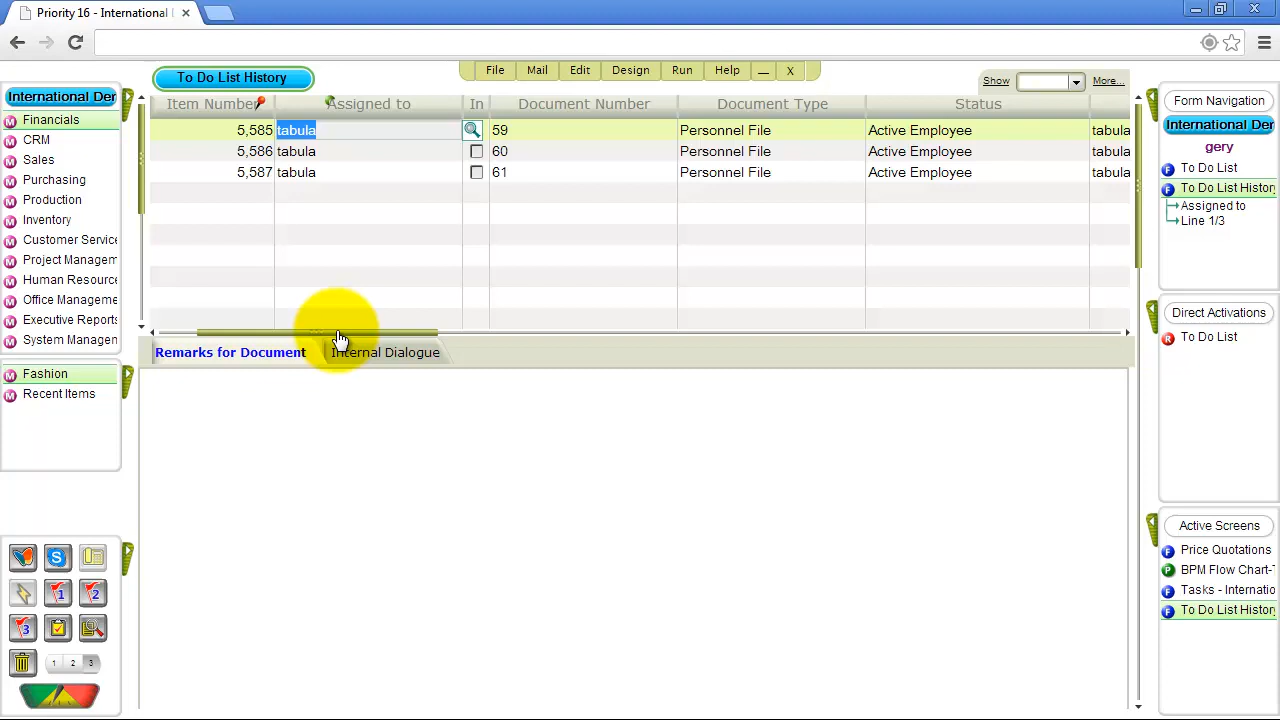 Priority 16 - International I
To Do List History
File Mail Edit Design Run Help
Show More...
Item Number Assigned to In Document Number Document Type Status
5,585 tabula 59 Personnel File Active Employee tabula
5,586 tabula 60 Personnel File Active Employee tabula
5,587 tabula 61 Personnel File Active Employee tabula
Remarks for Document Internal Dialogue
International Der
Financials
CRM
Sales
Purchasing
Production
Inventory
Customer Service
Project Managem
Human Resource
Office Manageme
Executive Reports
System Managen
Fashion
Recent Items
1 2
3
1 2 3
Form Navigation
International Der
gery
To Do List
To Do List History
Assigned to
Line 1/3
Direct Activations
To Do List
Active Screens
Price Quotations
BPM Flow Chart-T
Tasks - Internatio
To Do List History